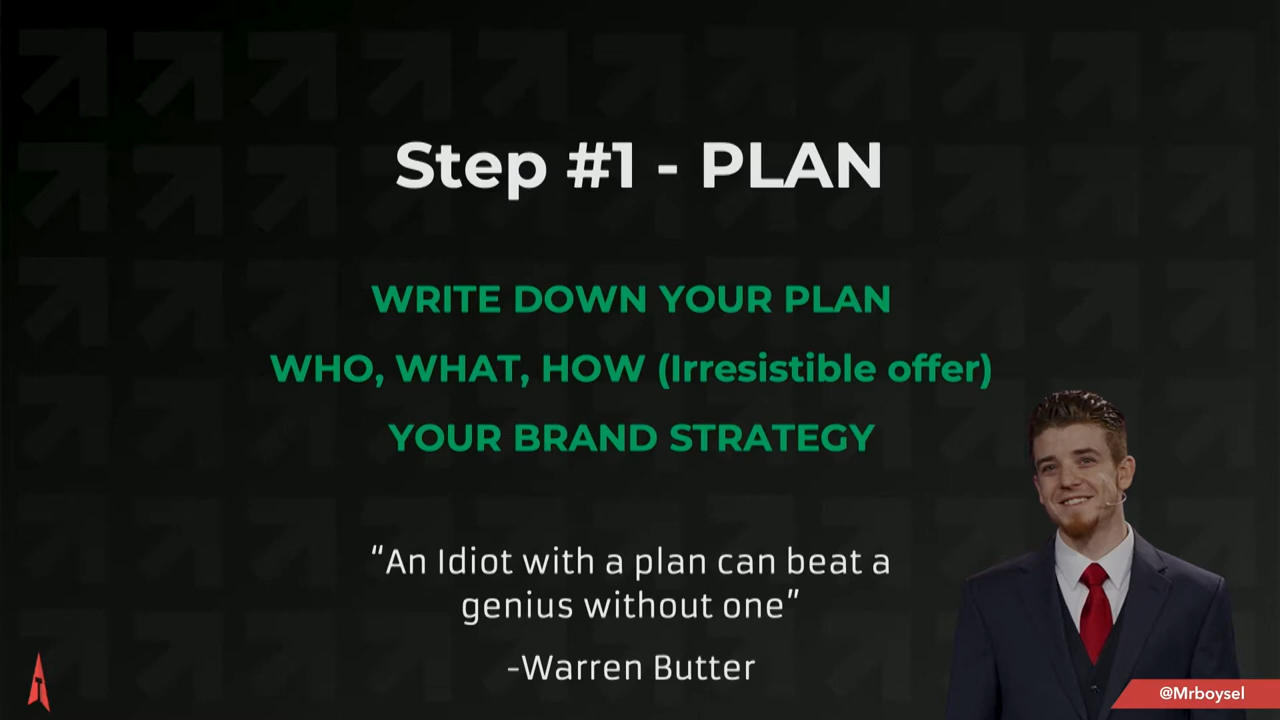 Step #1 - PLAN
WRITE DOWN YOUR PLAN
WHO, WHAT, HOW (Irresistible offer)
YOUR BRAND STRATEGY
“An Idiot with a plan can beat a
genius without one”
-Warren Butter
@Mrboysel